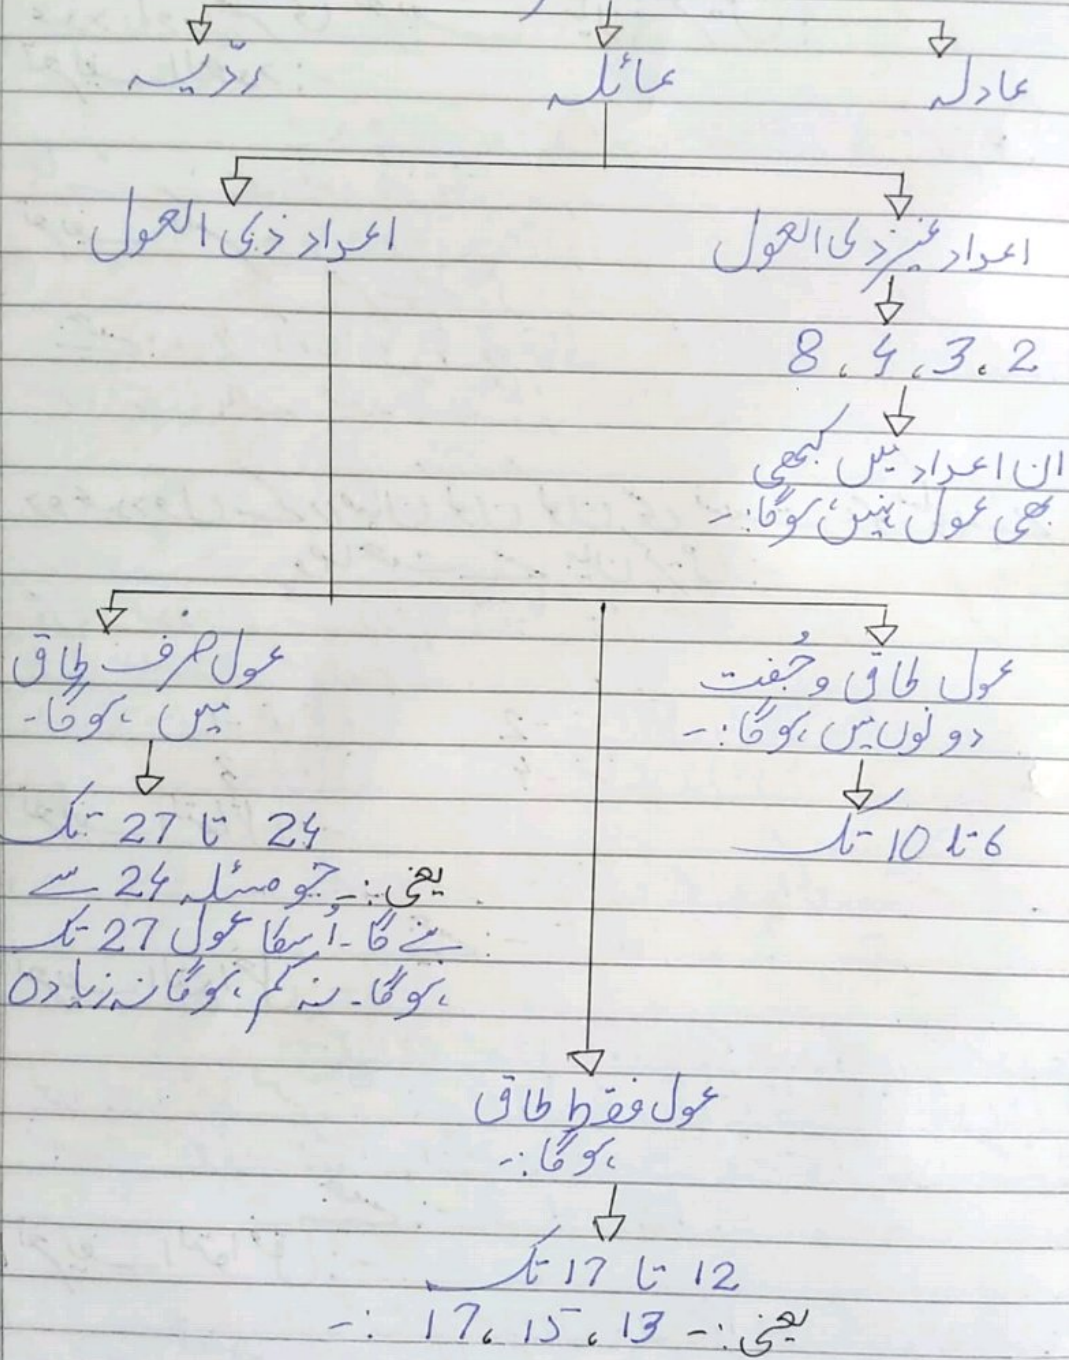 عادلہ
عائلہ
ردّیہ
اعداد غیر ذی العول
اعداد ذی العول
2، 3، 4، 8
ان اعداد میں کبھی
بھی عول نہیں ہوگا:۔
عول طاق و جُفت
دونوں میں ہوگا:۔
6 تا 10 تک
عول صرف طاق
میں ہوگا۔
24 تا 27 تک
یعنی:۔ جو مسئلہ 24 سے
بنے گا۔ اُسکا عول 27 تک
ہوگا۔ نہ کم ہوگا نہ زیادہ
عول فقط طاق
ہوگا:۔
12 تا 17 تک
یعنی:۔ 13، 15، 17 :۔